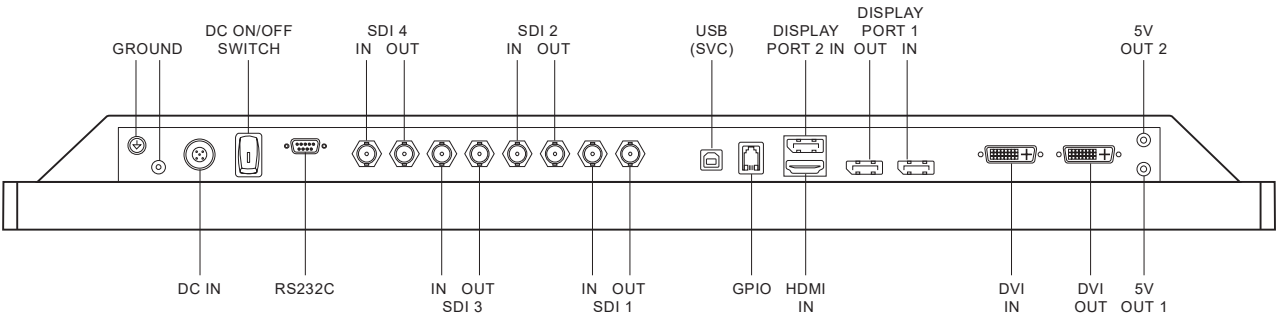 GROUND
DC ON/OFF
SWITCH
SDI 4
IN OUT
SDI 2
IN OUT
USB
(SVC)
DISPLAY
PORT 2 IN
DISPLAY
PORT 1
OUT IN
5V
OUT 2
DC IN
RS232C
IN OUT
SDI 3
IN OUT
SDI 1
GPIO
HDMI
IN
DVI
IN
DVI
OUT
5V
OUT 1